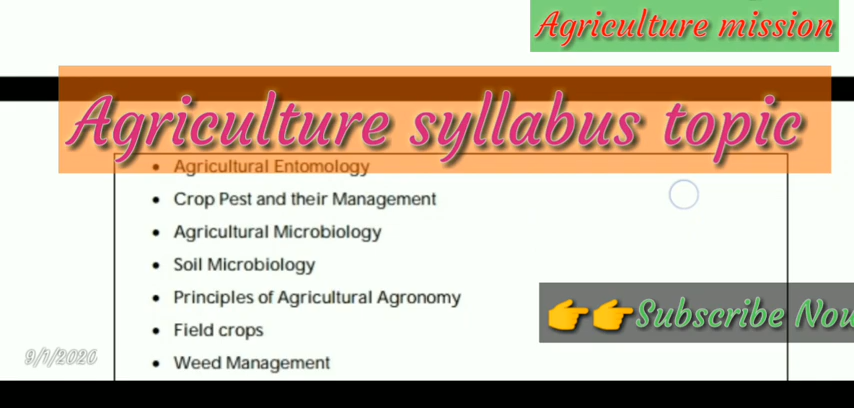 Agriculture mission
Agriculture syllabus topic
• Agricultural Entomology
• Crop Pest and their Management
• Agricultural Microbiology
• Soil Microbiology
• Principles of Agricultural Agronomy
• Field crops
👉👉Subscribe Now
• Weed Management
9/1/2020